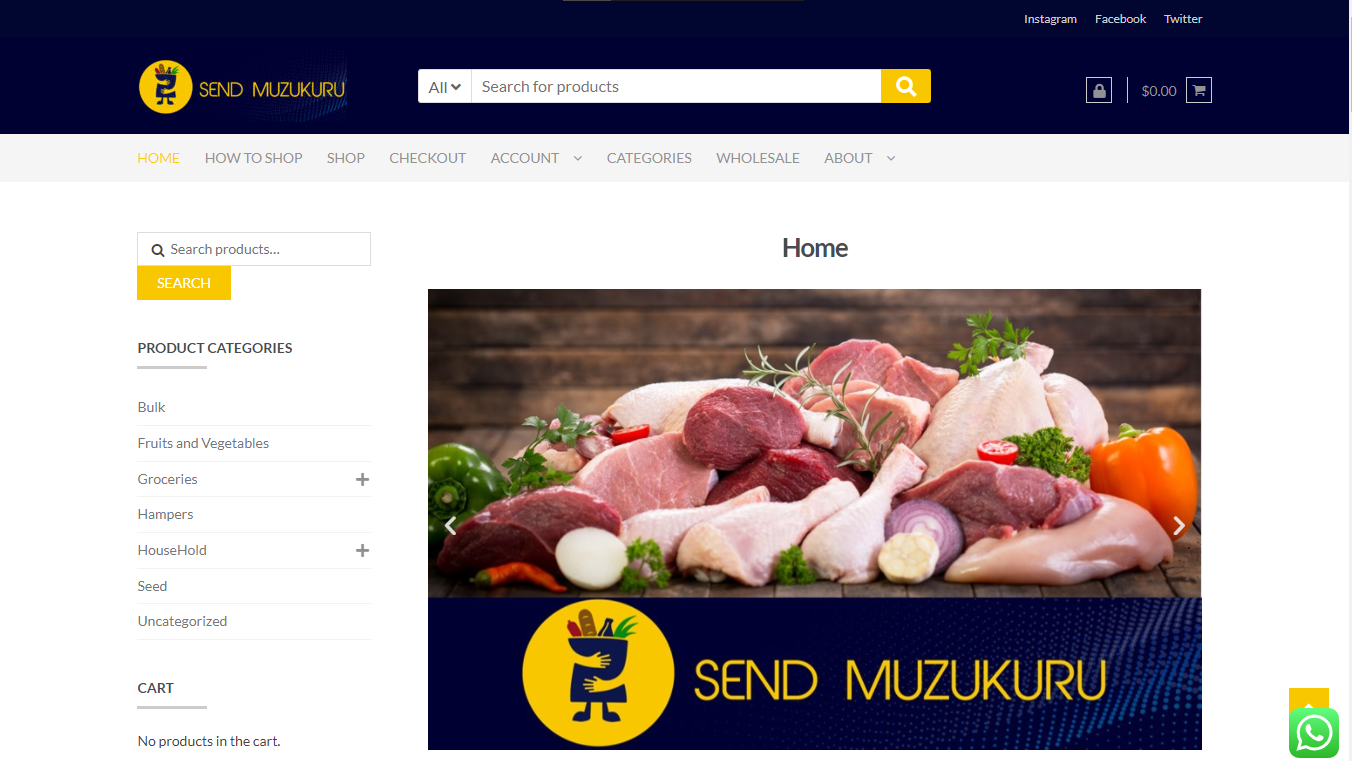 Instagram Facebook Twitter
SEND MUZUKURU
All Search for products
$0.00
HOME HOW TO SHOP SHOP CHECKOUT ACCOUNT CATEGORIES WHOLESALE ABOUT
Search products...
SEARCH
PRODUCT CATEGORIES
Bulk
Fruits and Vegetables
Groceries
Hampers
HouseHold
Seed
Uncategorized
CART
No products in the cart.
Home
SEND MUZUKURU